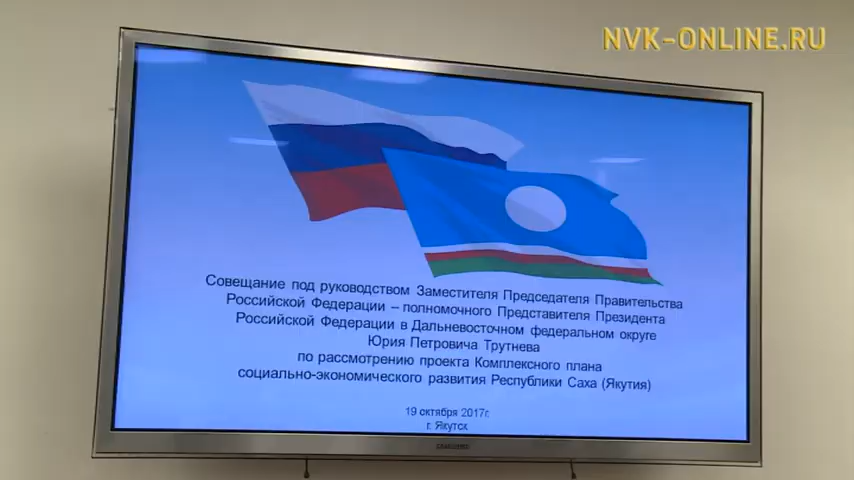 NVK-ONLINE.RU
Совещание под руководством Заместителя Председателя Правительства
Российской Федерации – полномочного Представителя Президента
Российской Федерации в Дальневосточном федеральном округе
Юрия Петровича Трутнева
по рассмотрению проекта Комплексного плана
социально-экономического развития Республики Саха (Якутия)
19 октября 2017г.
г. Якутск
SAMSUNG